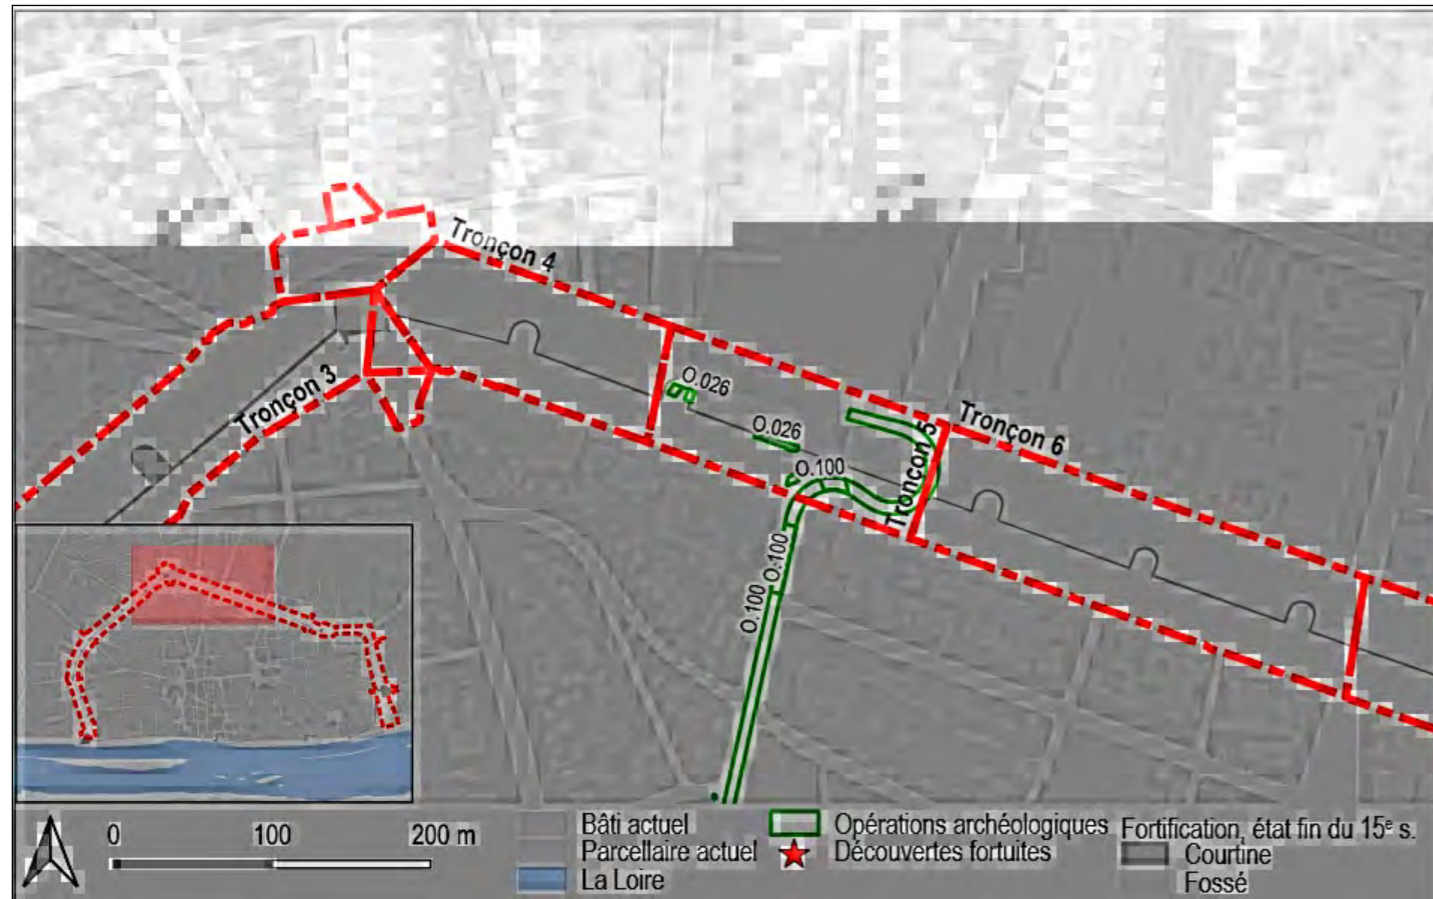 Tronçon 4
Tronçon 3
O.026
O.026
O.100
Tronçon 5
Tronçon 6
O.100
O.100
0 100 200 m
Bâti actuel
Parcellaire actuel
La Loire
Opérations archéologiques
Découvertes fortuites
Fortification, état fin du 15e s.
Courtine
Fossé